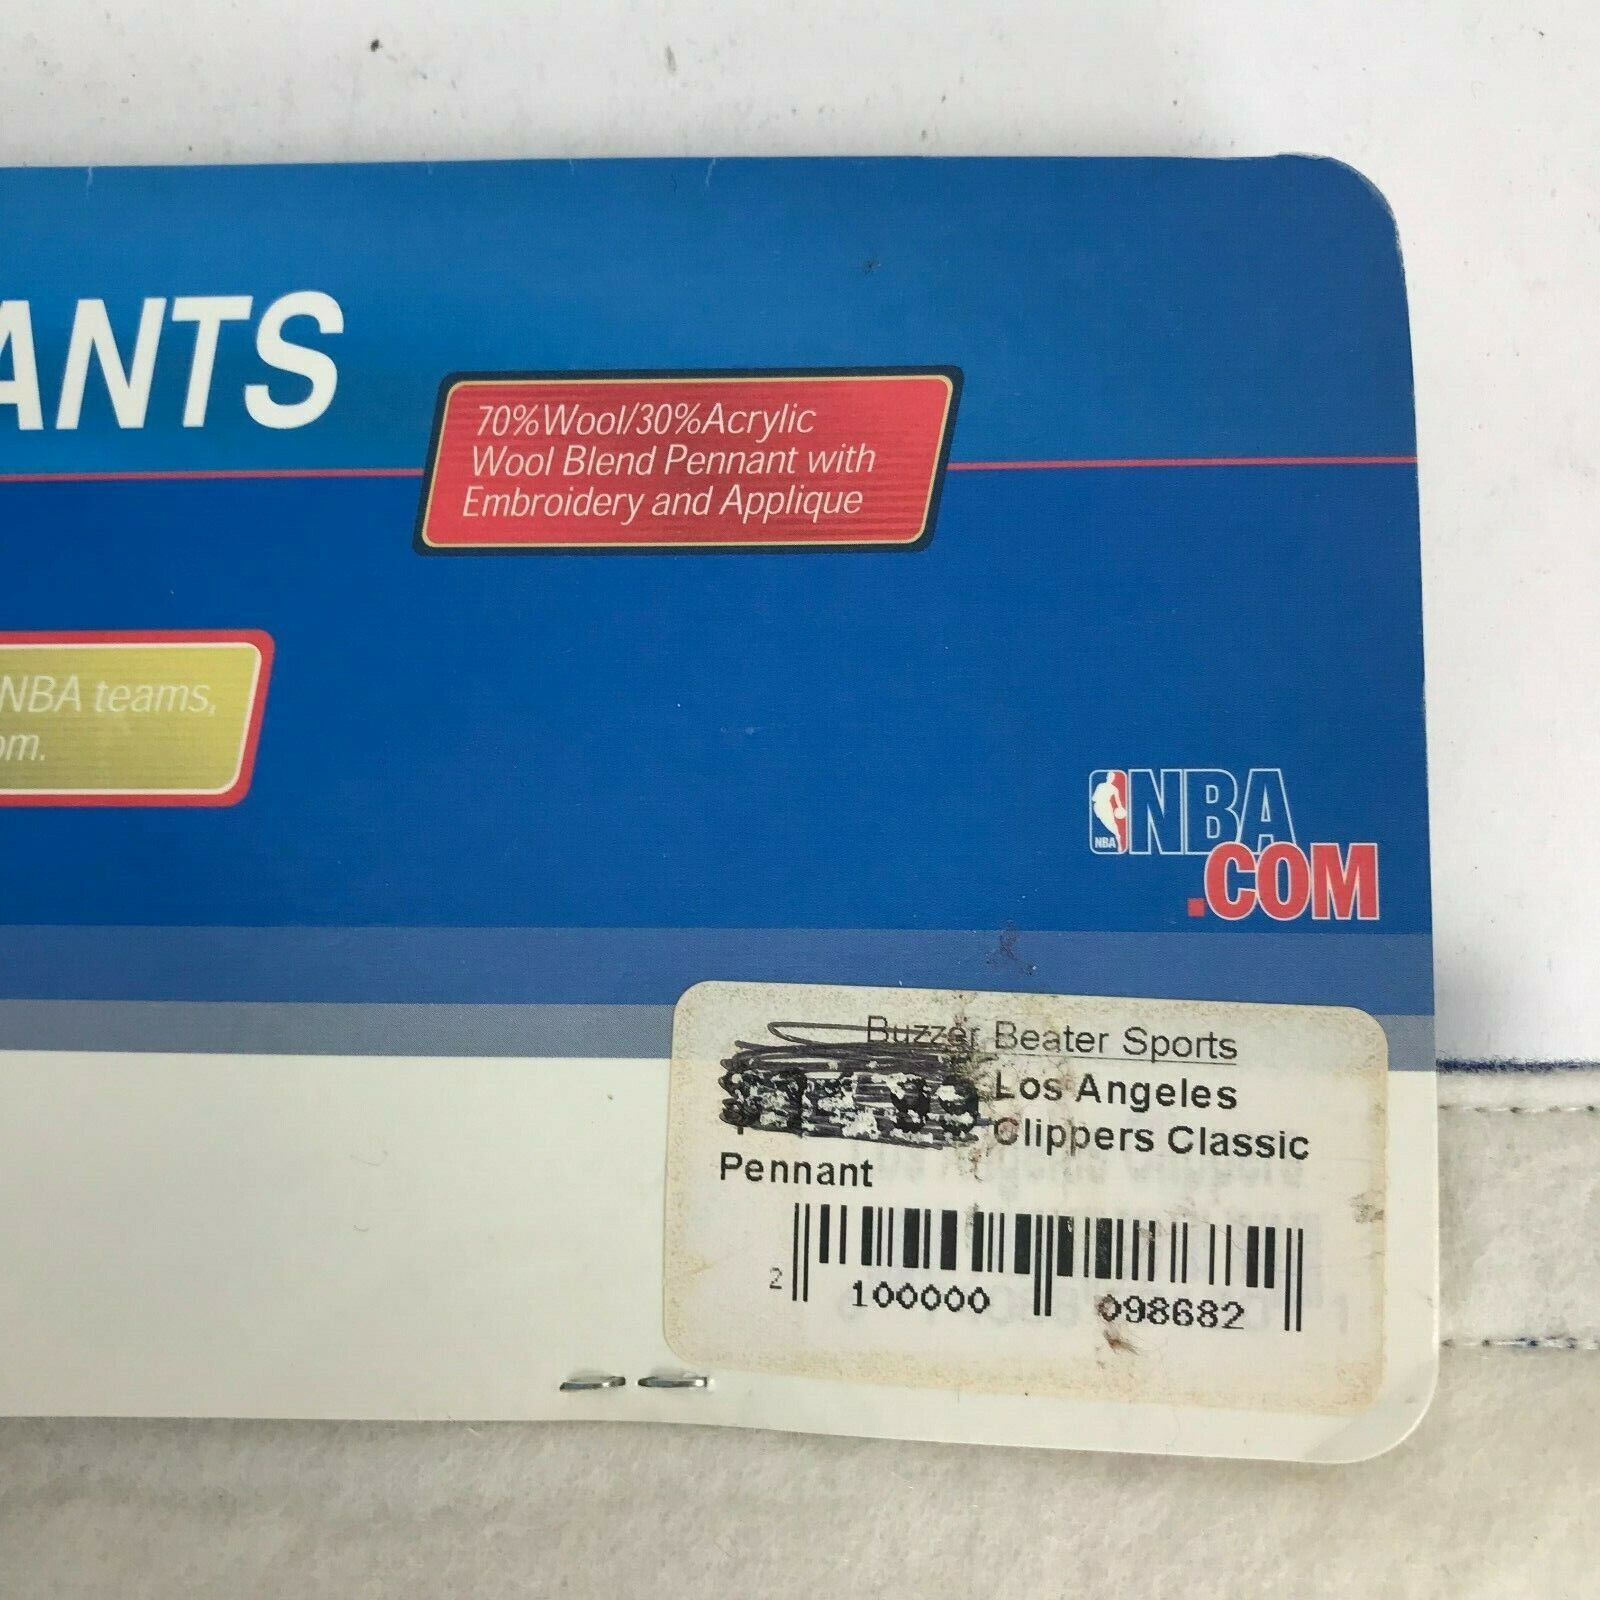 ANTS
70%Wool/30%Acrylic
Wool Blend Pennant with
Embroidery and Applique
NBA teams,
om.
NBA
NBA
.COM
Buzzer Beater Sports
Los Angeles
Clippers Classic
Pennant
2 100000 098682